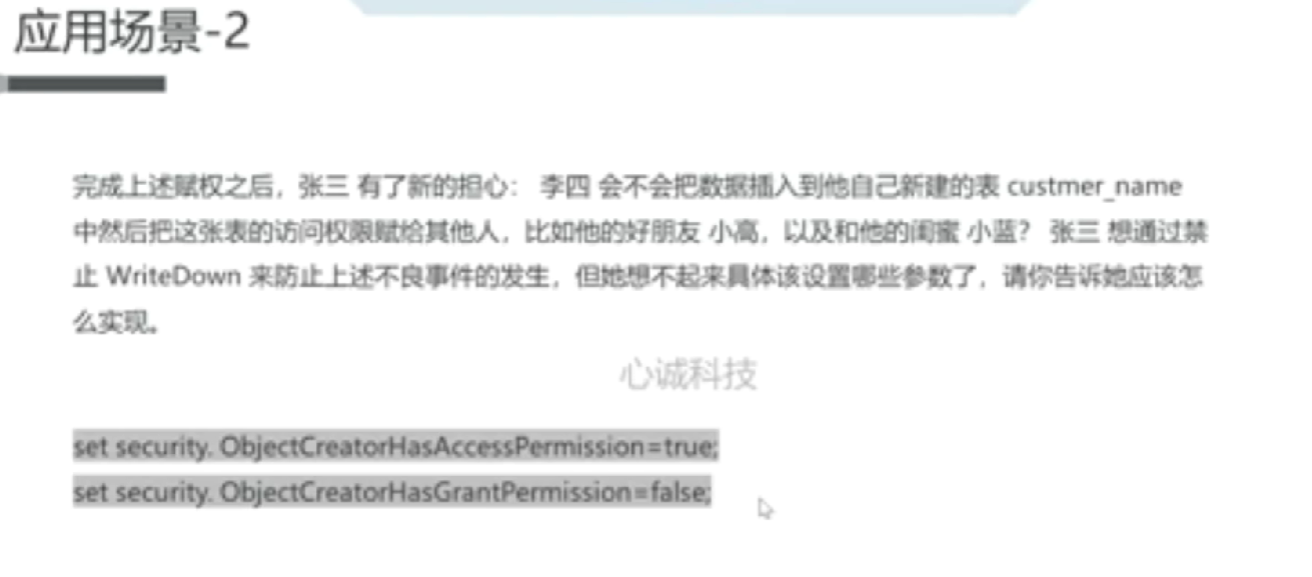 应用场景-2
完成上述赋权之后，张三 有了新的担心： 李四 会不会把数据插入到他自己新建的表 custmer_name
中然后把这张表的访问权限赋给其他人，比如他的好朋友 小高，以及和他的闺蜜 小蓝？ 张三 想通过禁
止 WriteDown 来防止上述不良事件的发生，但她想不起来具体该设置哪些参数了，请你告诉她应该怎
么实现。
心诚科技
set security. ObjectCreatorHasAccessPermission=true;
set security. ObjectCreatorHasGrantPermission=false;